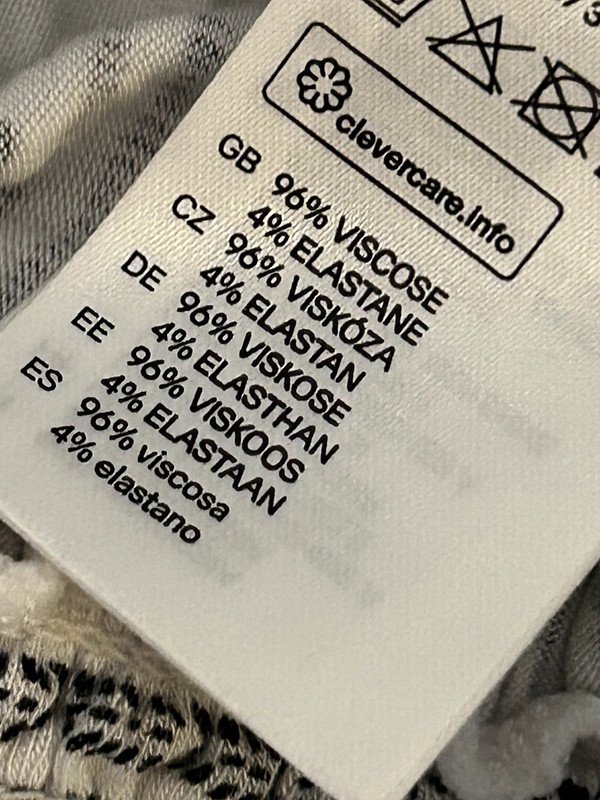 clevercare.info
GB 96% VISCOSE
4% ELASTANE
CZ 96% VISKÓZA
4% ELASTAN
DE 96% VISKOSE
4% ELASTHAN
EE 96% VISKOOS
4% ELASTAAN
ES 96% viscosa
4% elastano